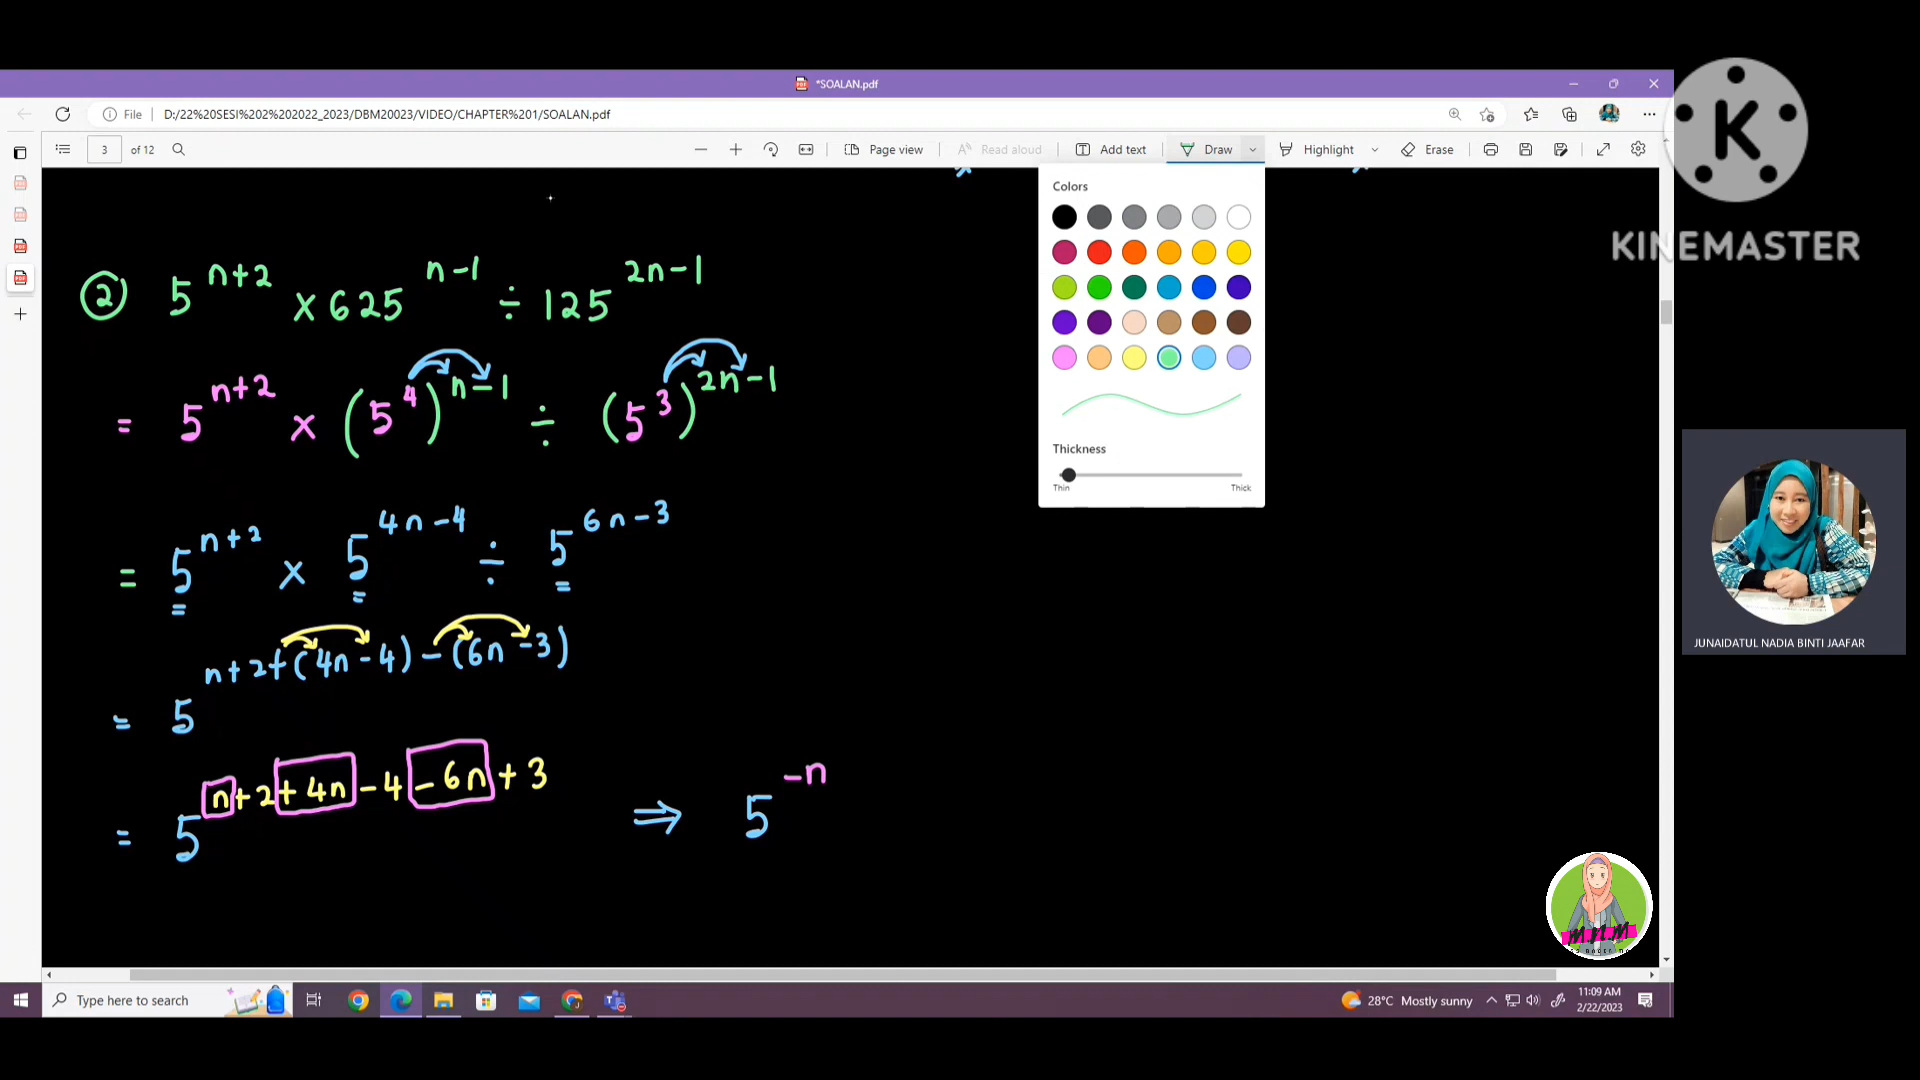 *SOALAN.pdf
File | D:/22%20SESI%202%202022_2023/DBM20023/VIDEO/CHAPTER%201/SOALAN.pdf
3 of 12 Page view Read aloud Add text Draw Highlight Erase
Colors
Thickness
Thin Thick
② 5^(n+2) × 625^(n-1) ÷ 125^(2n-1)
= 5^(n+2) × (5^4)^(n-1) ÷ (5^3)^(2n-1)
= 5^(n+2) × 5^(4n-4) ÷ 5^(6n-3)
= 5^(n+2+(4n-4)-(6n-3))
= 5^(n+2+4n-4-6n+3) ⇒ 5^(-n)
K
KINEMASTER
JUNAIDATUL NADIA BINTI JAAFAR
M.N.M
Type here to search
28°C Mostly sunny
11:09 AM
2/22/2023